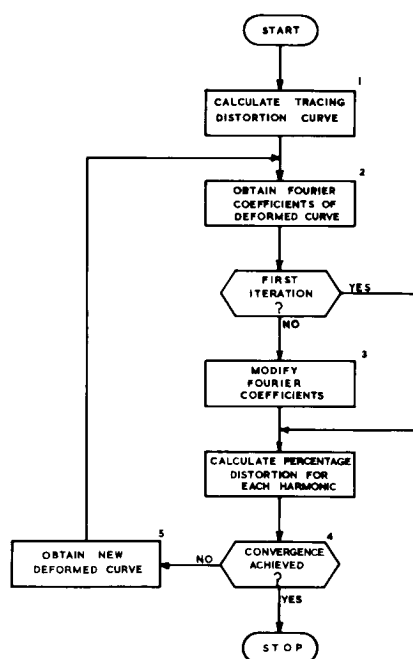 START
1
CALCULATE TRACING
DISTORTION CURVE
2
OBTAIN FOURIER
COEFFICIENTS OF
DEFORMED CURVE
FIRST
ITERATION
?
YES
NO
3
MODIFY
FOURIER
COEFFICIENTS
CALCULATE PERCENTAGE
DISTORTION FOR
EACH HARMONIC
4
CONVERGENCE
ACHIEVED
?
NO
5
OBTAIN NEW
DEFORMED CURVE
YES
STOP